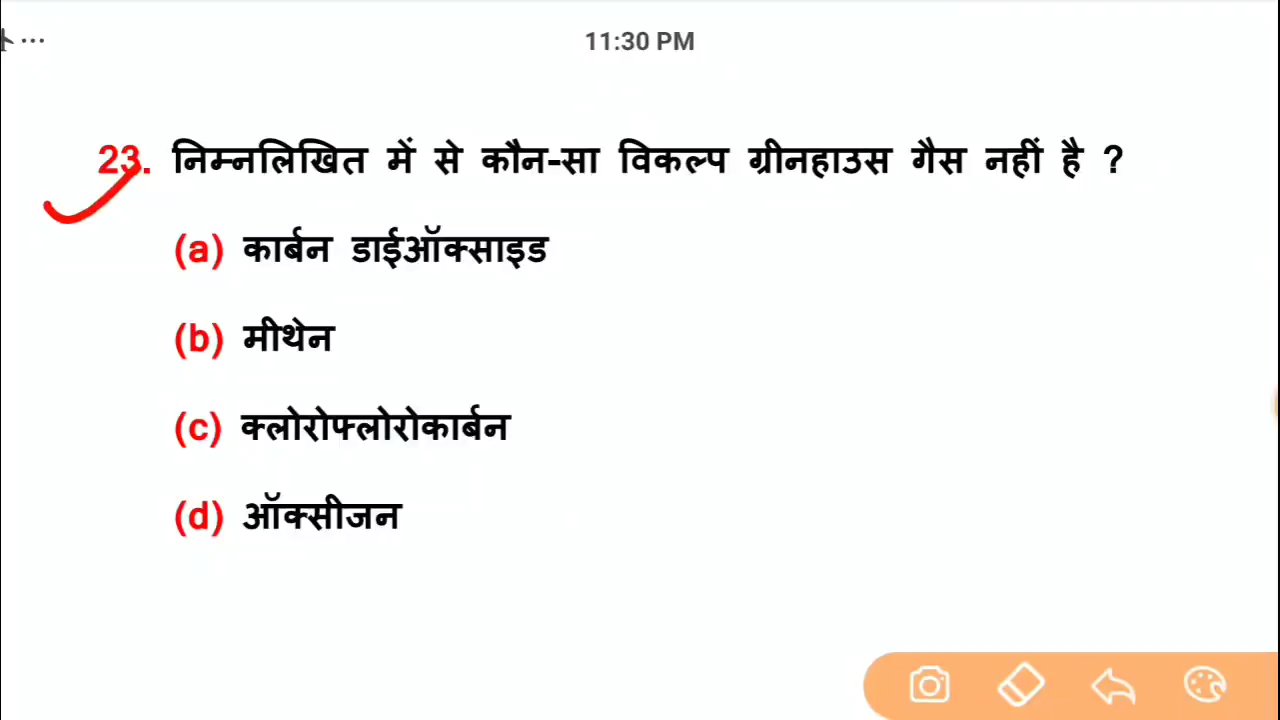 ...
11:30 PM
23. निम्नलिखित में से कौन-सा विकल्प ग्रीनहाउस गैस नहीं है ?
(a) कार्बन डाईऑक्साइड
(b) मीथेन
(c) क्लोरोफ्लोरोकार्बन
(d) ऑक्सीजन